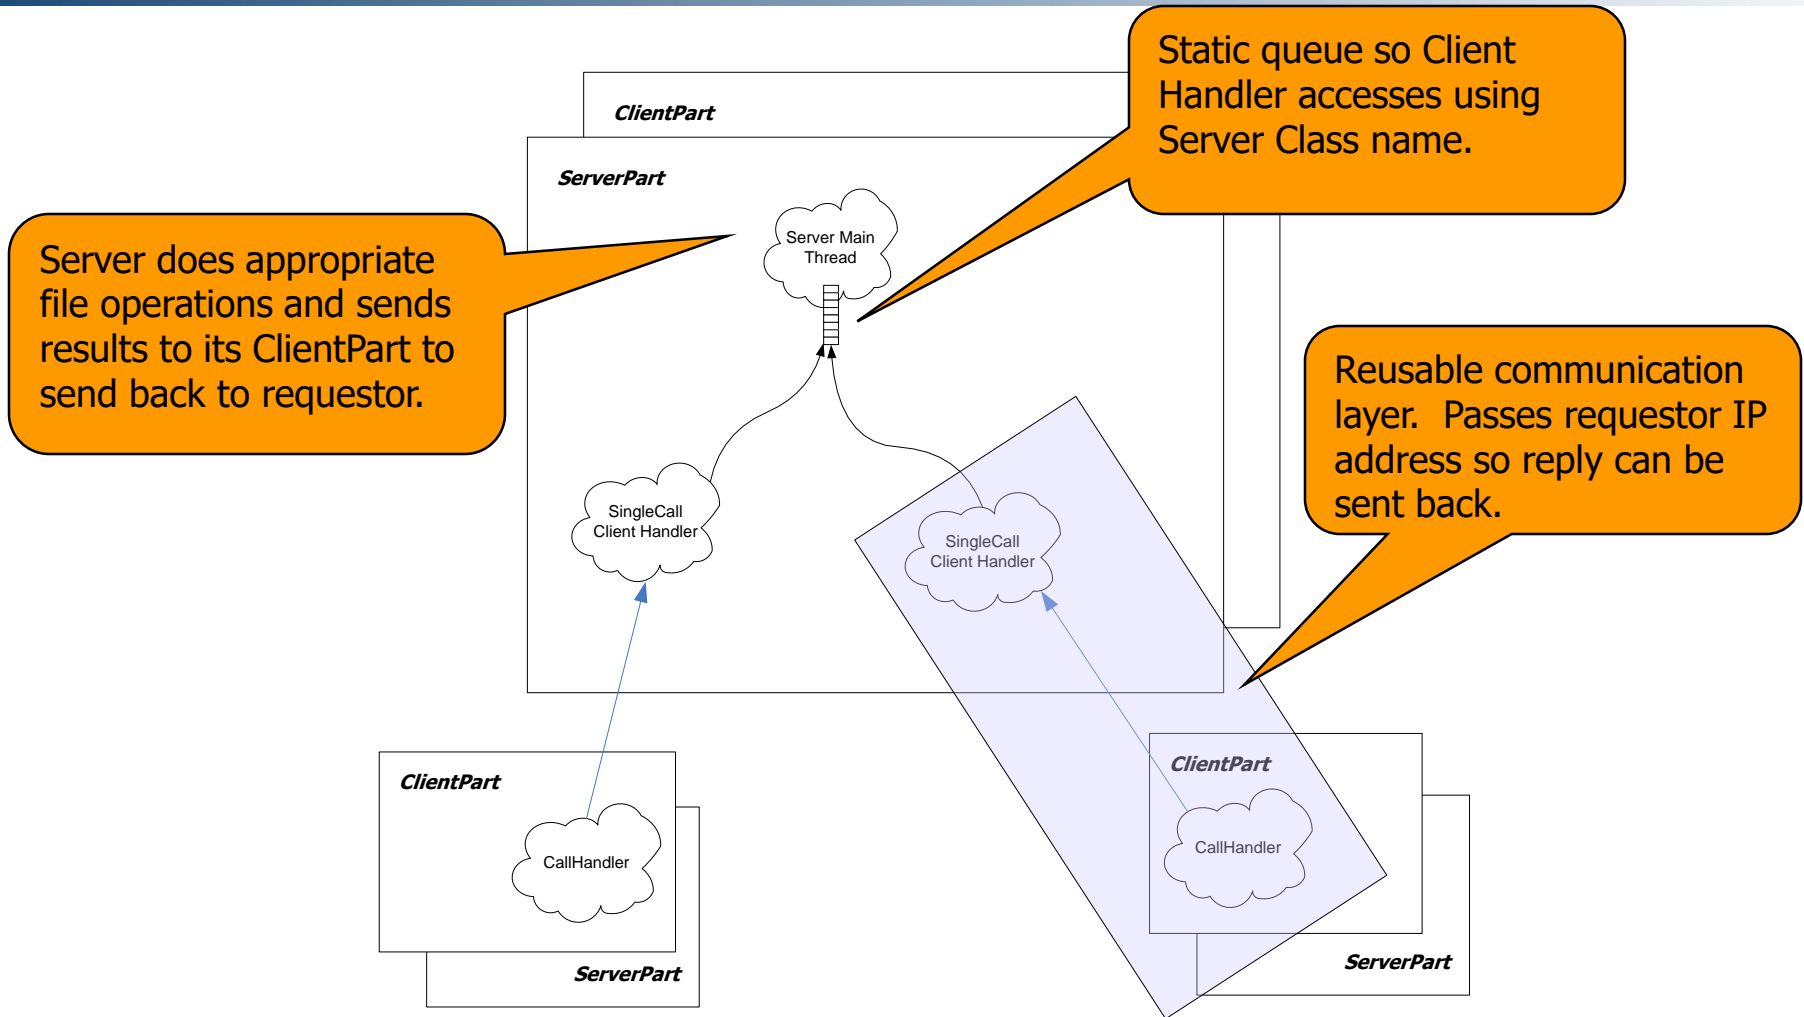 Static queue so Client
Handler accesses using
Server Class name.
ClientPart
ServerPart
Server Main
Thread
Server does appropriate
file operations and sends
results to its ClientPart to
send back to requestor.
Reusable communication
layer.  Passes requestor IP
address so reply can be
sent back.
SingleCall
Client Handler
SingleCall
Client Handler
ClientPart
CallHandler
ServerPart
ClientPart
CallHandler
ServerPart